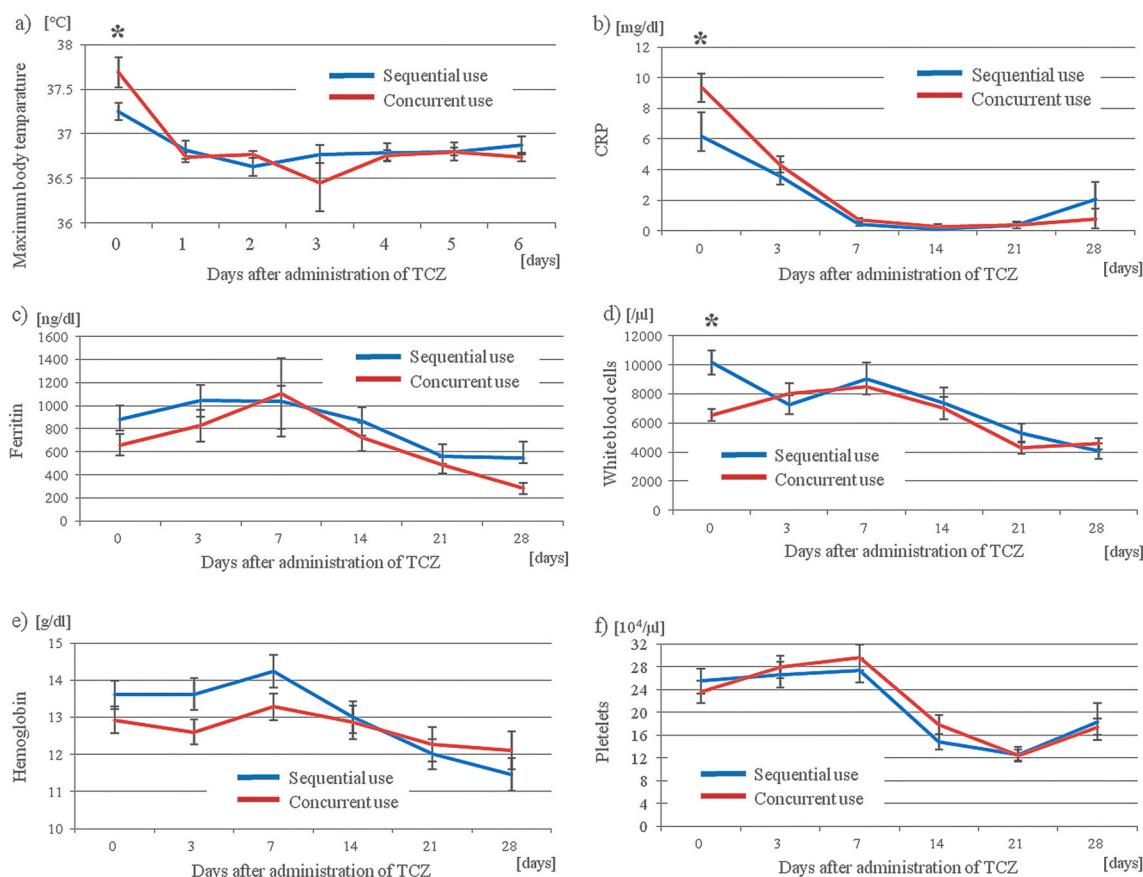 a) [°C]
*
38
37.5
37
36.5
36
Maximum body temparature
Sequential use
Concurrent use
0 1 2 3 4 5 6
[days]
Days after administration of TCZ
b) [mg/dl]
*
12
10
8
6
4
2
0
CRP
Sequential use
Concurrent use
0 3 7 14 21 28
[days]
Days after administration of TCZ
c) [ng/dl]
1600
1400
1200
1000
800
600
400
200
0
Ferritin
Sequential use
Concurrent use
0 3 7 14 21 28
Days after administration of TCZ [days]
d) [/µl]
*
12000
10000
8000
6000
4000
2000
0
White blood cells
Sequential use
Concurrent use
0 3 7 14 21 28
Days after administration of TCZ [days]
e) [g/dl]
15
14
13
12
11
10
Hemoglobin
Sequential use
Concurrent use
0 3 7 14 21 28
Days after administration of TCZ [days]
f) [10⁴/µl]
32
28
24
20
16
12
8
4
0
Pletelets
Sequential use
Concurrent use
0 3 7 14 21 28
Days after administration of TCZ [days]